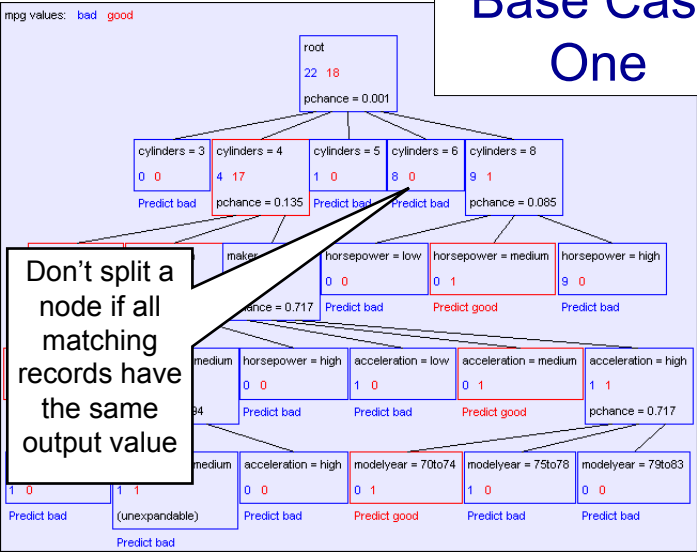 mpg values: bad good
Base Cas
One
root
22 18
pchance = 0.001
cylinders = 3
0 0
Predict bad
cylinders = 4
4 17
pchance = 0.135
cylinders = 5
1 0
Predict bad
cylinders = 6
8 0
Predict bad
cylinders = 8
9 1
pchance = 0.085
Don't split a
node if all
matching
records have
the same
output value
maker
= 0.717
horsepower = low
0 0
Predict bad
horsepower = medium
0 1
Predict good
horsepower = high
9 0
Predict bad
medium
94
horsepower = high
0 0
Predict bad
acceleration = low
1 0
Predict bad
acceleration = medium
0 1
Predict good
acceleration = high
1 1
pchance = 0.717
1 0
Predict bad
medium
1 1
(unexpandable)
Predict bad
acceleration = high
0 0
Predict bad
modelyear = 70to74
0 1
Predict good
modelyear = 75to78
1 0
Predict bad
modelyear = 79to83
0 0
Predict bad